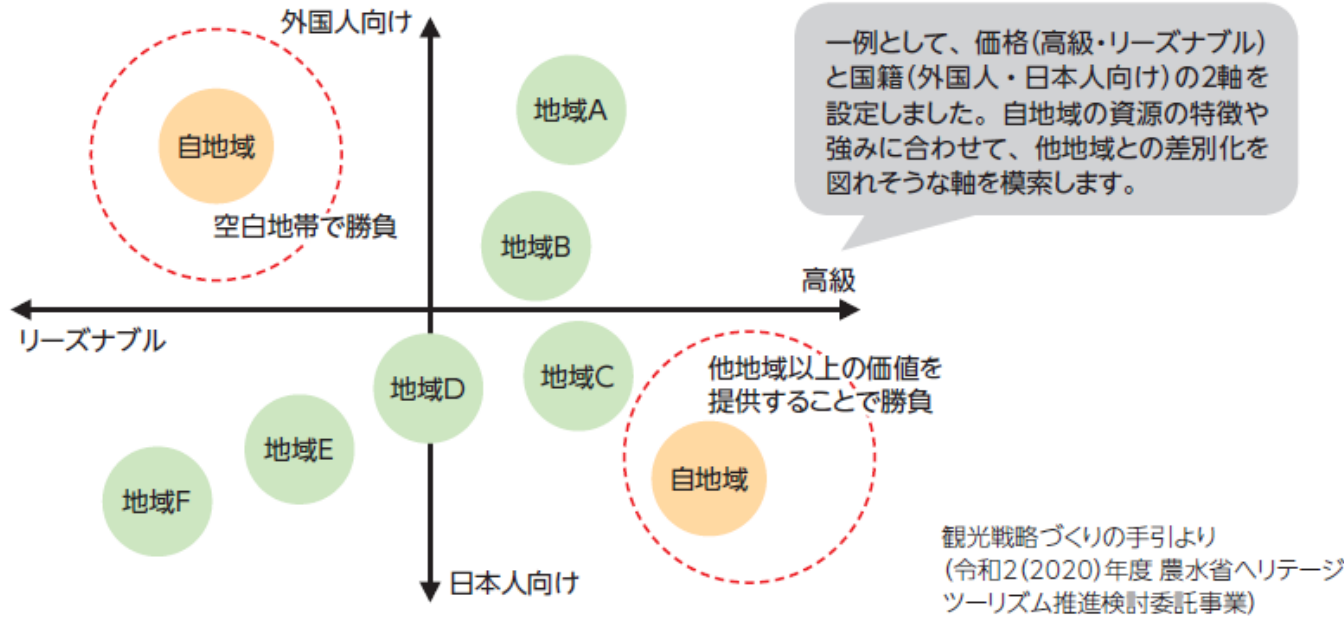 外国人向け
一例として、価格(高級・リーズナブル)
と国籍(外国人・日本人向け)の2軸を
設定しました。自地域の資源の特徴や
強みに合わせて、他地域との差別化を
図れそうな軸を模索します。
地域A
自地域
空白地帯で勝負
地域B
高級
リーズナブル
地域D
地域C
他地域以上の価値を
提供することで勝負
地域E
自地域
地域F
観光戦略づくりの手引より
(令和2(2020)年度 農水省ヘリテージ
ツーリズム推進検討委託事業)
日本人向け